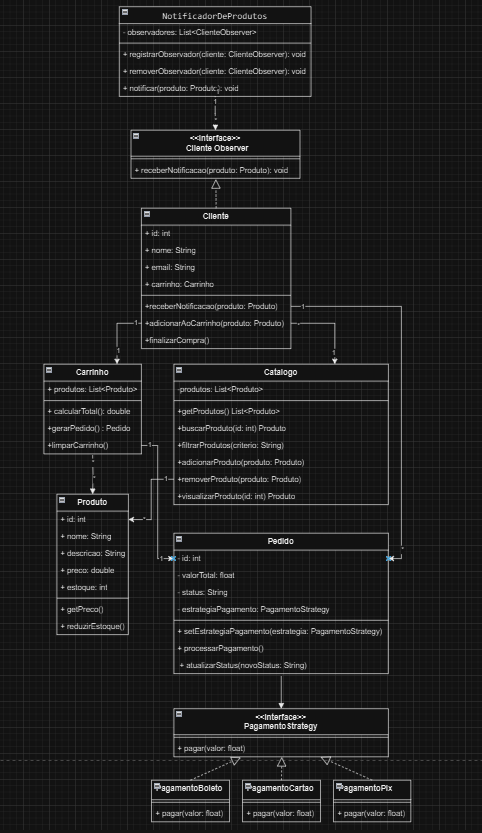 NotificadorDeProdutos
- observadores: List<ClienteObserver>
+ registrarObservador(cliente: ClienteObserver): void
+ removerObservador(cliente: ClienteObserver): void
+ notificar(produto: Produto): void
1
*
<<Interface>>
Cliente Observer
+ receberNotificacao(produto: Produto): void
Cliente
+ id: int
+ nome: String
+ email: String
+ carrinho: Carrinho
+receberNotificacao(produto: Produto)
1
+adicionarAoCarrinho(produto: Produto)
1
*
+finalizarCompra()
1
1
Carrinho
+ produtos: List<Produto>
+ calcularTotal(): double
+gerarPedido() : Pedido
+limparCarrinho()
1
*
*
Catalogo
-produtos: List<Produto>
+getProdutos() List<Produto>
+buscarProduto(id: int) Produto
+filtrarProdutos(criterio: String)
+adicionarProduto(produto: Produto)
+removerProduto(produto: Produto)
1
+visualizarProduto(id: int) Produto
Produto
+ id: int
*
+ nome: String
+ descricao: String
+ preco: double
+ estoque: int
+ getPreco()
+ reduzirEstoque()
Pedido
*
1
- id: int
- valorTotal: float
- status: String
- estrategiaPagamento: PagamentoStrategy
+ setEstrategiaPagamento(estrategia: PagamentoStrategy)
+ processarPagamento()
+ atualizarStatus(novoStatus: String)
<<Interface>>
PagamentoStrategy
+ pagar(valor: float)
PagamentoBoleto
+ pagar(valor: float)
PagamentoCartao
+ pagar(valor: float)
PagamentoPix
+ pagar(valor: float)